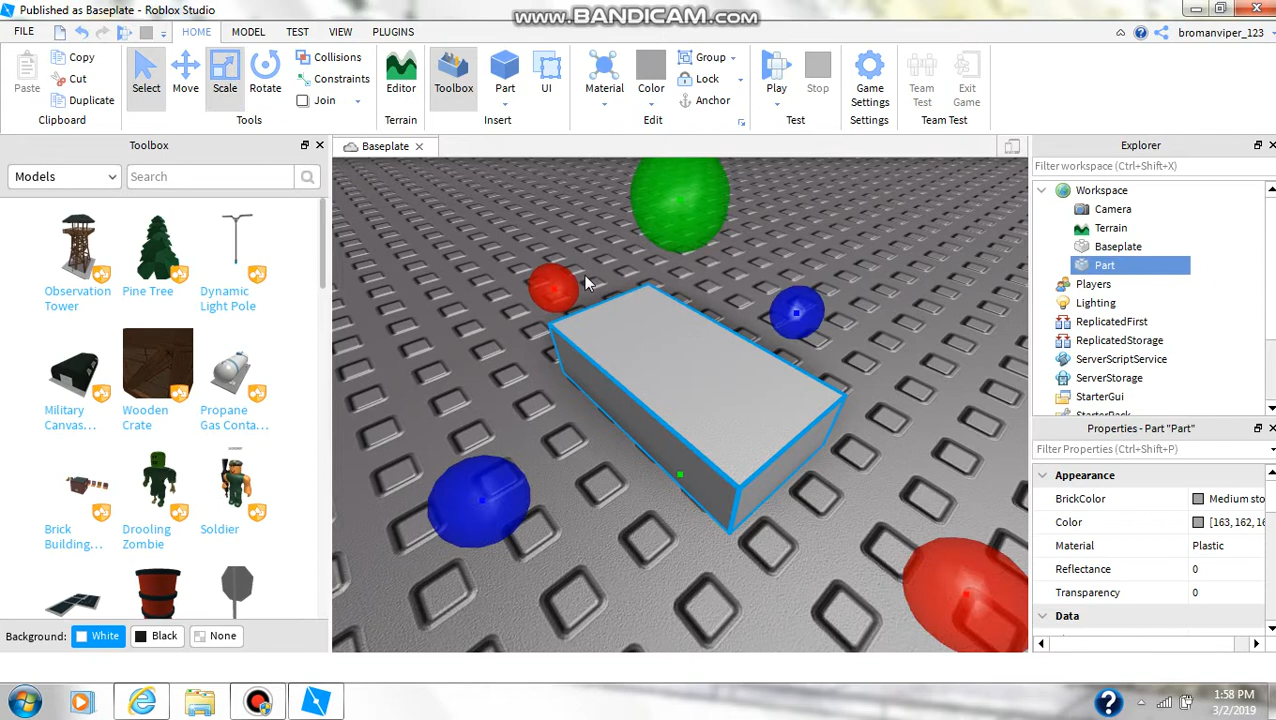 Published as Baseplate - Roblox Studio
www.BANDICAM.com
FILE HOME MODEL TEST VIEW PLUGINS
bromanviper_123
Paste
Copy
Cut
Duplicate
Clipboard
Select
Move
Scale
Rotate
Collisions
Constraints
Join
Tools
Editor
Terrain
Toolbox
Part
UI
Insert
Material
Color
Group
Lock
Anchor
Edit
Play
Stop
Test
Game
Settings
Settings
Team
Test
Exit
Game
Team Test
Toolbox
Models
Search
Observation
Tower
Pine Tree
Dynamic
Light Pole
Military
Canvas...
Wooden
Crate
Propane
Gas Conta...
Brick
Building...
Drooling
Zombie
Soldier
Background: White Black None
Baseplate
Explorer
Filter workspace (Ctrl+Shift+X)
Workspace
Camera
Terrain
Baseplate
Part
Players
Lighting
ReplicatedFirst
ReplicatedStorage
ServerScriptService
ServerStorage
StarterGui
StarterPack
Properties - Part "Part"
Filter Properties (Ctrl+Shift+P)
Appearance
BrickColor Medium sto
Color [163, 162, 16
Material Plastic
Reflectance 0
Transparency 0
Data
1:58 PM
3/2/2019